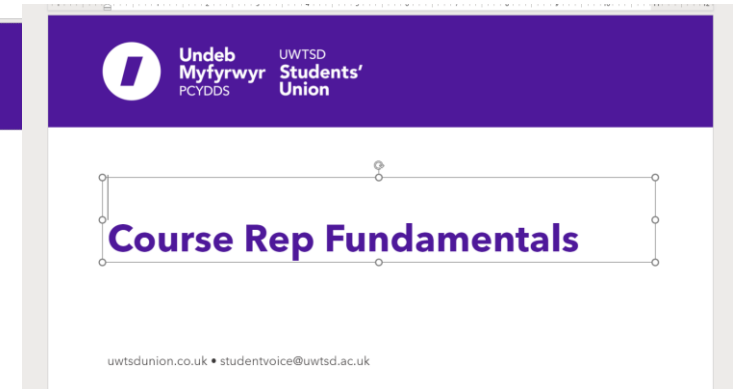 Undeb
Myfyrwyr
PCYDDS
UWTSD
Students'
Union
Course Rep Fundamentals
uwtsdunion.co.uk • studentvoice@uwtsd.ac.uk